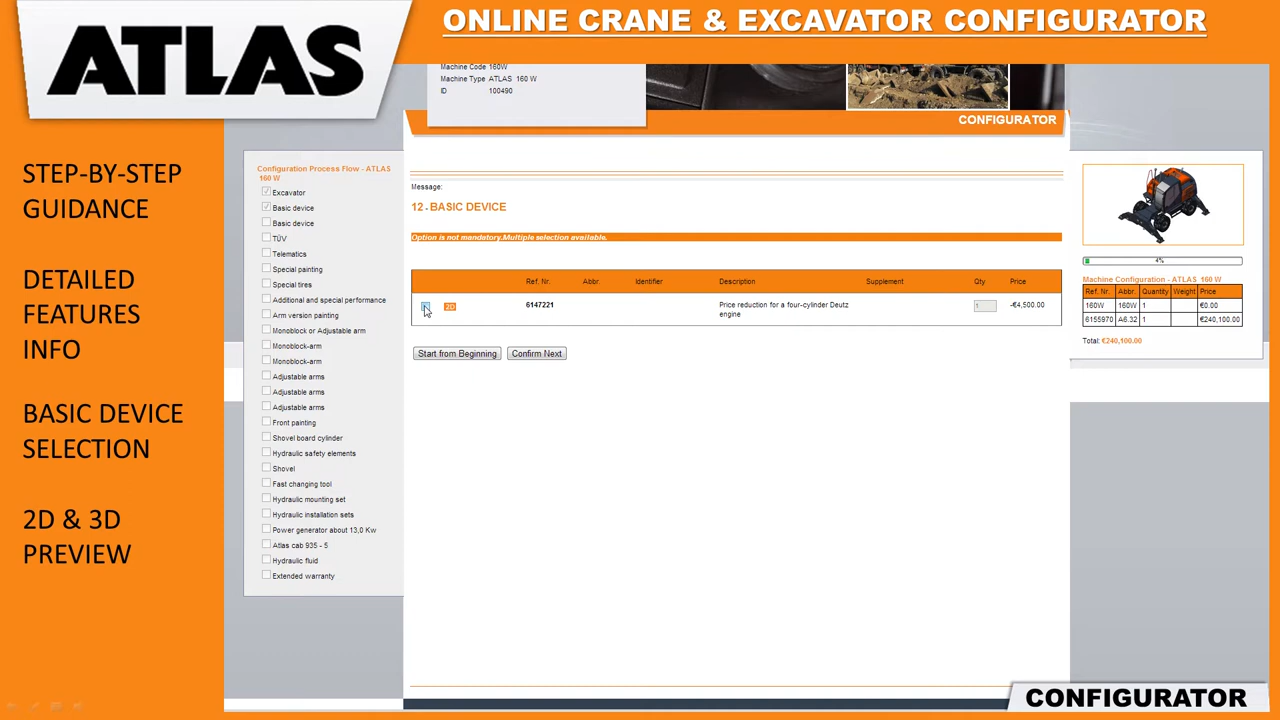 ATLAS
ONLINE CRANE & EXCAVATOR CONFIGURATOR
STEP-BY-STEP
GUIDANCE
DETAILED
FEATURES
INFO
BASIC DEVICE
SELECTION
2D & 3D
PREVIEW
Machine Code 160W
Machine Type ATLAS 160 W
ID 100490
CONFIGURATOR
Configuration Process Flow - ATLAS
160 W
Excavator
Basic device
Basic device
TÜV
Telematics
Special painting
Special tires
Additional and special performance
Arm version painting
Monoblock or Adjustable arm
Monoblock-arm
Monoblock-arm
Adjustable arms
Adjustable arms
Adjustable arms
Front painting
Shovel board cylinder
Hydraulic safety elements
Shovel
Fast changing tool
Hydraulic mounting set
Hydraulic installation sets
Power generator about 13,0 Kw
Atlas cab 935 - 5
Hydraulic fluid
Extended warranty
Message:
12 - BASIC DEVICE
Option is not mandatory.Multiple selection available.
Ref. Nr. Abbr. Identifier Description Supplement Qty Price
2D 6147221 Price reduction for a four-cylinder Deutz 1 -€4,500.00
engine
Start from Beginning Confirm Next
4%
Machine Configuration - ATLAS 160 W
Ref. Nr. Abbr. Quantity Weight Price
160W 160W 1 €0.00
6155970 A6.32 1 €240,100.00
Total: €240,100.00
CONFIGURATOR